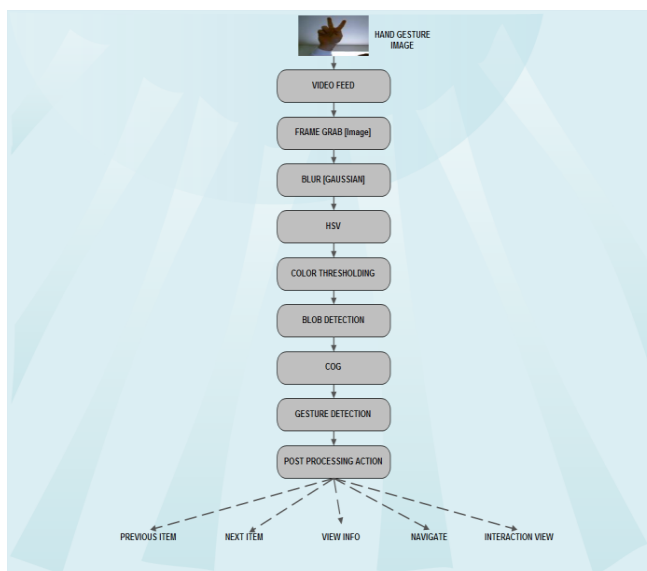 HAND GESTURE
IMAGE
VIDEO FEED
FRAME GRAB [Image]
BLUR [GAUSSIAN]
HSV
COLOR THRESHOLDING
BLOB DETECTION
COG
GESTURE DETECTION
POST PROCESSING ACTION
PREVIOUS ITEM NEXT ITEM VIEW INFO NAVIGATE INTERACTION VIEW